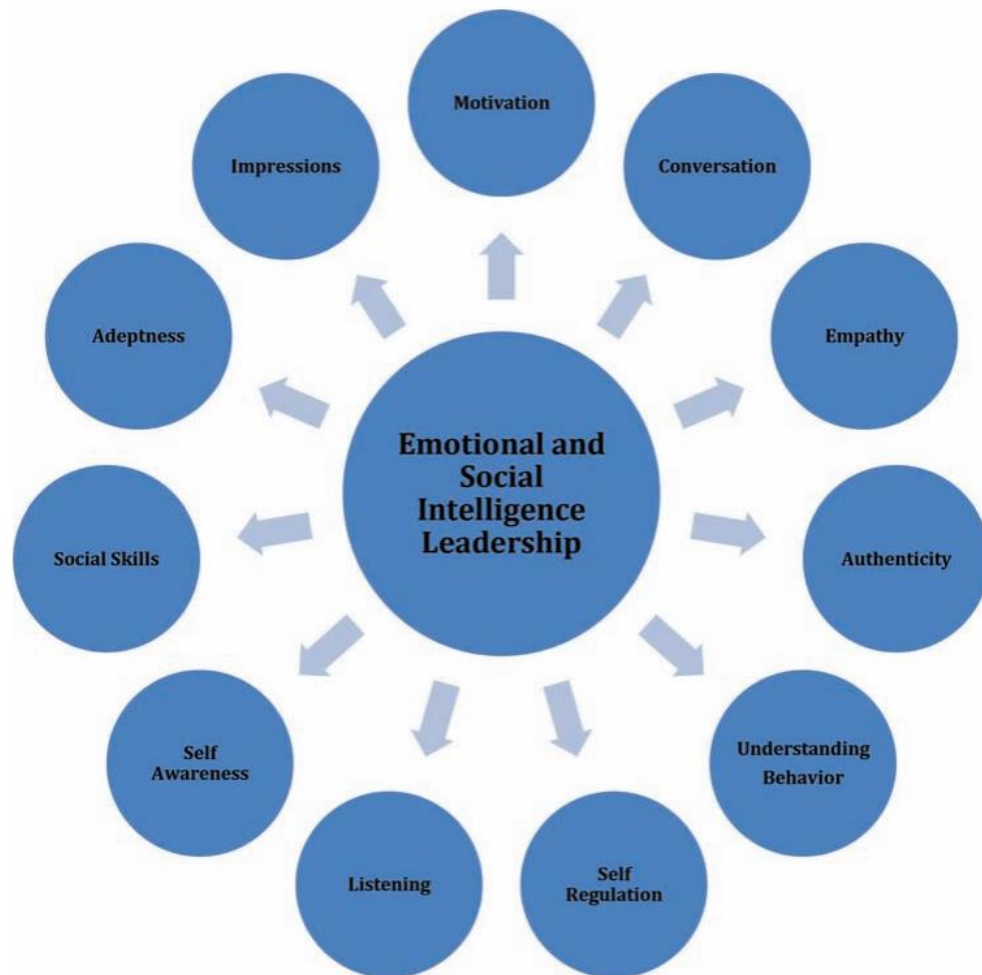 Motivation
Impressions
Conversation
Adeptness
Empathy
Emotional and
Social
Intelligence
Leadership
Social Skills
Authenticity
Self
Awareness
Understanding
Behavior
Listening
Self
Regulation